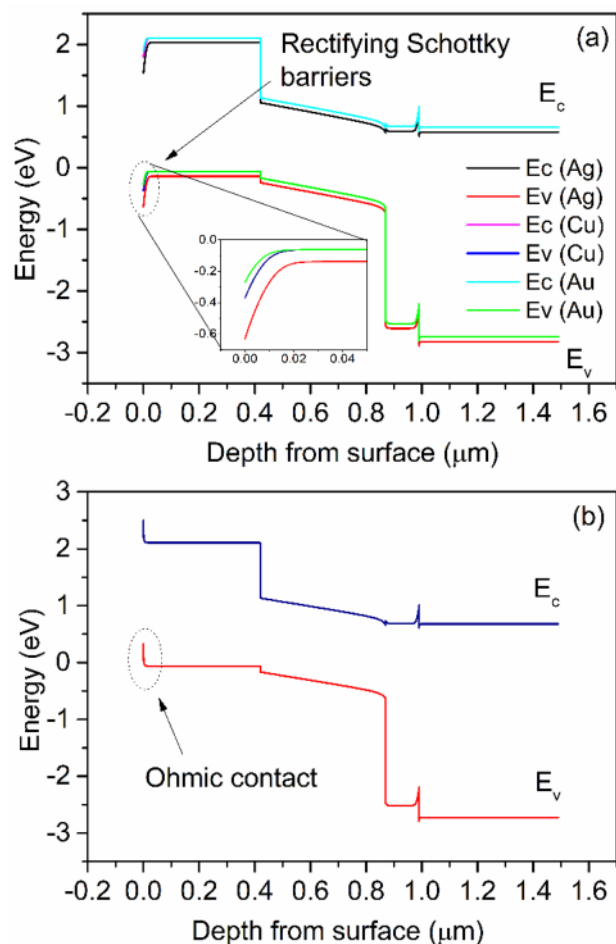 (a)
Rectifying Schottky
barriers
Ec
Ec (Ag)
Ev (Ag)
Ec (Cu)
Ev (Cu)
Ec (Au
Ev (Au)
Ev
Energy (eV)
2
1
0
-1
-2
-3
0.0
-0.2
-0.4
-0.6
0.00 0.02 0.04
-0.2 0.0 0.2 0.4 0.6 0.8 1.0 1.2 1.4 1.6
Depth from surface (μm)
(b)
Ec
Ohmic contact
Ev
Energy (eV)
3
2
1
0
-1
-2
-3
-0.2 0.0 0.2 0.4 0.6 0.8 1.0 1.2 1.4 1.6
Depth from surface (μm)